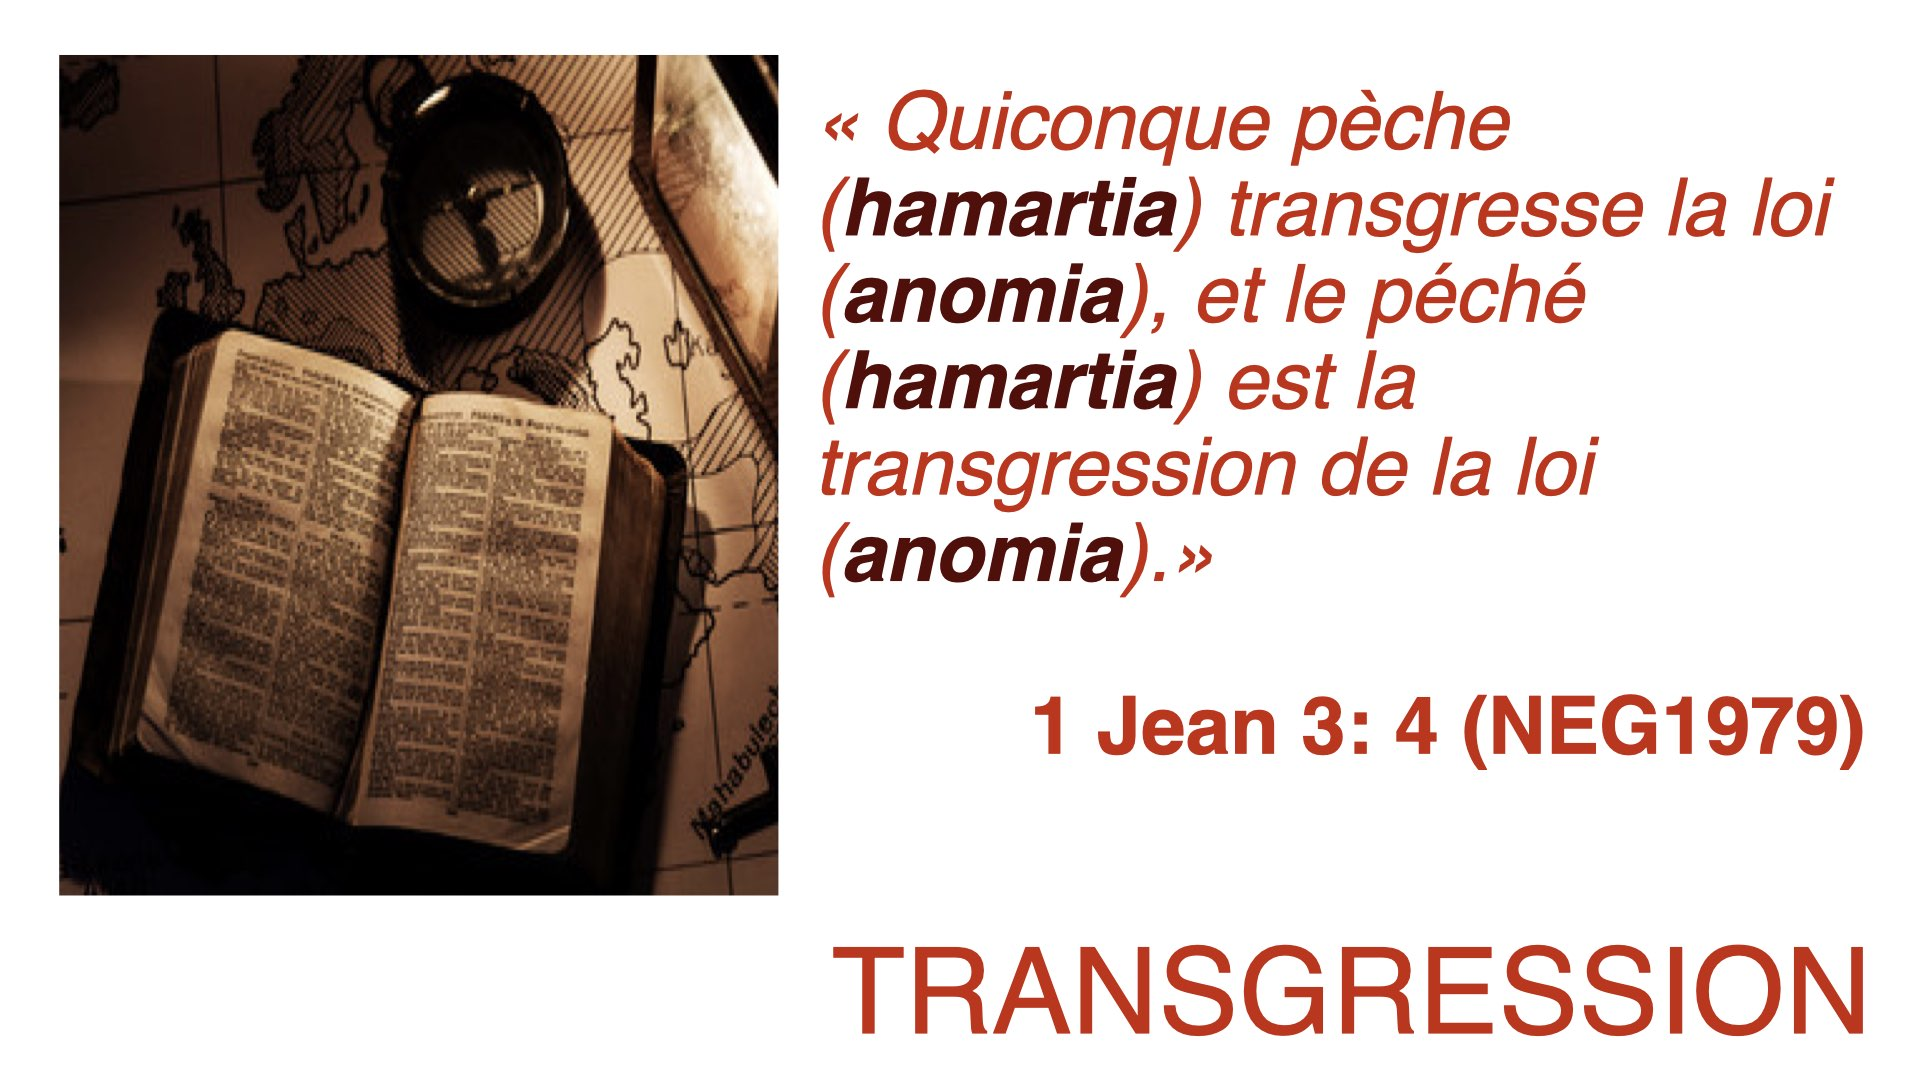 « Quiconque pèche
(hamartia) transgresse la loi
(anomia), et le péché
(hamartia) est la
transgression de la loi
(anomia).»
1 Jean 3: 4 (NEG1979)
Mahabuled
TRANSGRESSION